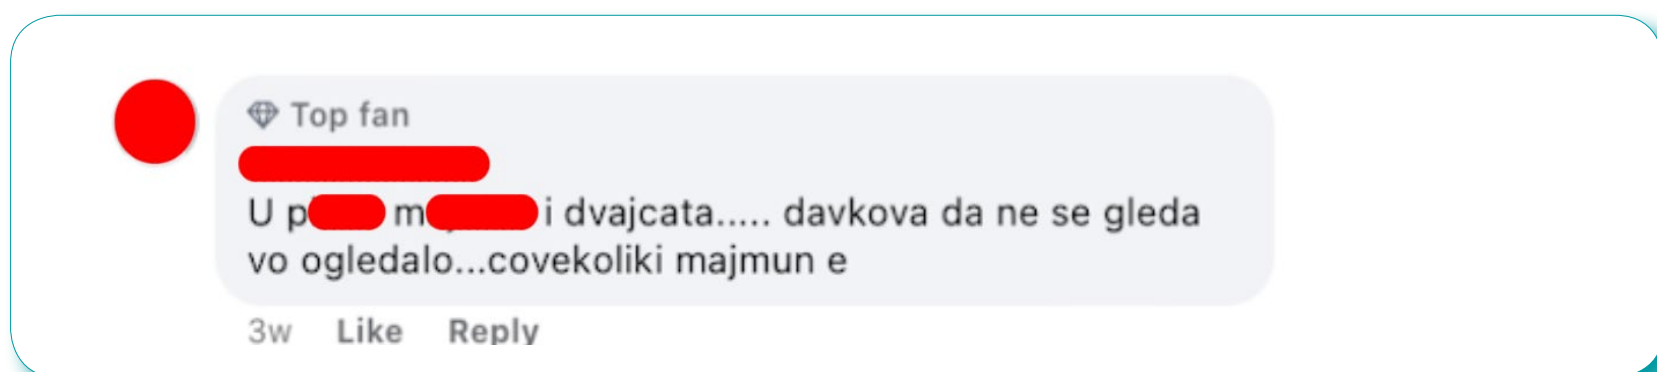 Top fan
U p m i dvajcata..... davkova da ne se gleda
vo ogledalo...covekoliki majmun e
3w Like Reply